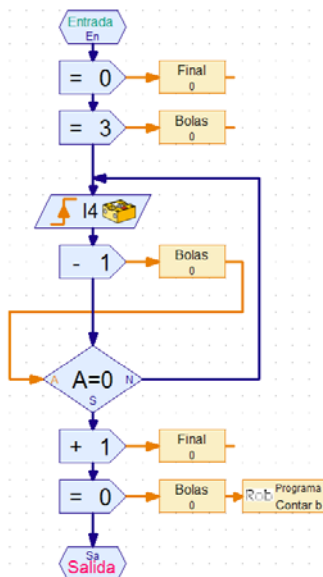 Entrada
En
= 0
Final
0
= 3
Bolas
0
I4
- 1
Bolas
0
A
A=0
N
S
+ 1
Final
0
= 0
Bolas
0
Rob
Programa
Contar b
Sa
Salida